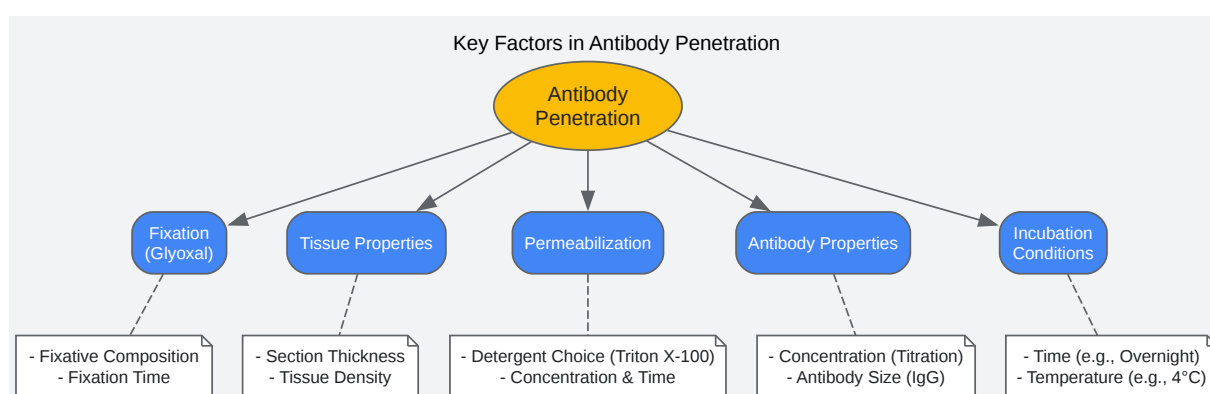 Key Factors in Antibody Penetration
Antibody
Penetration
Fixation
(Glyoxal)
Tissue Properties
Permeabilization
Antibody Properties
Incubation
Conditions
- Fixative Composition
- Fixation Time
- Section Thickness
- Tissue Density
- Detergent Choice (Triton X-100)
- Concentration & Time
- Concentration (Titration)
- Antibody Size (IgG)
- Time (e.g., Overnight)
- Temperature (e.g., 4°C)